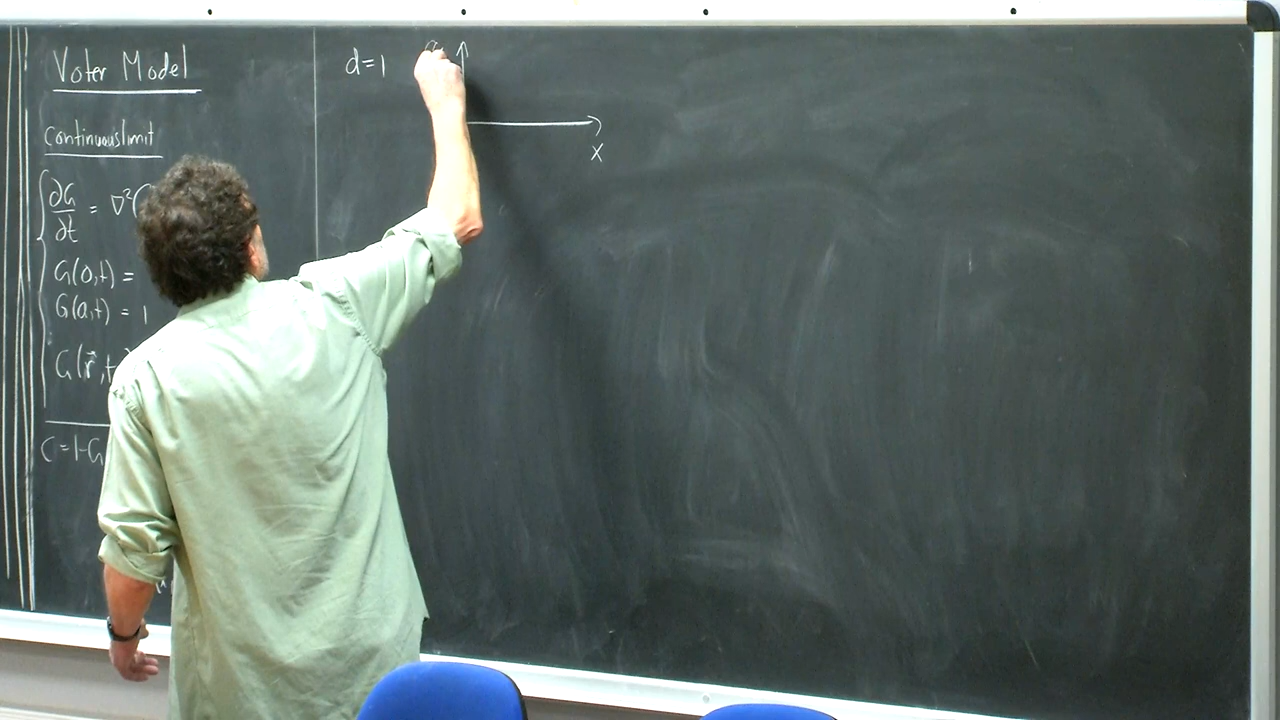 Voter Model
continuous limit
∂G/∂t = ∇²
G(0,t) =
G(a,t) = 1
G(r⃗,t
C = 1 - G
d=1
x